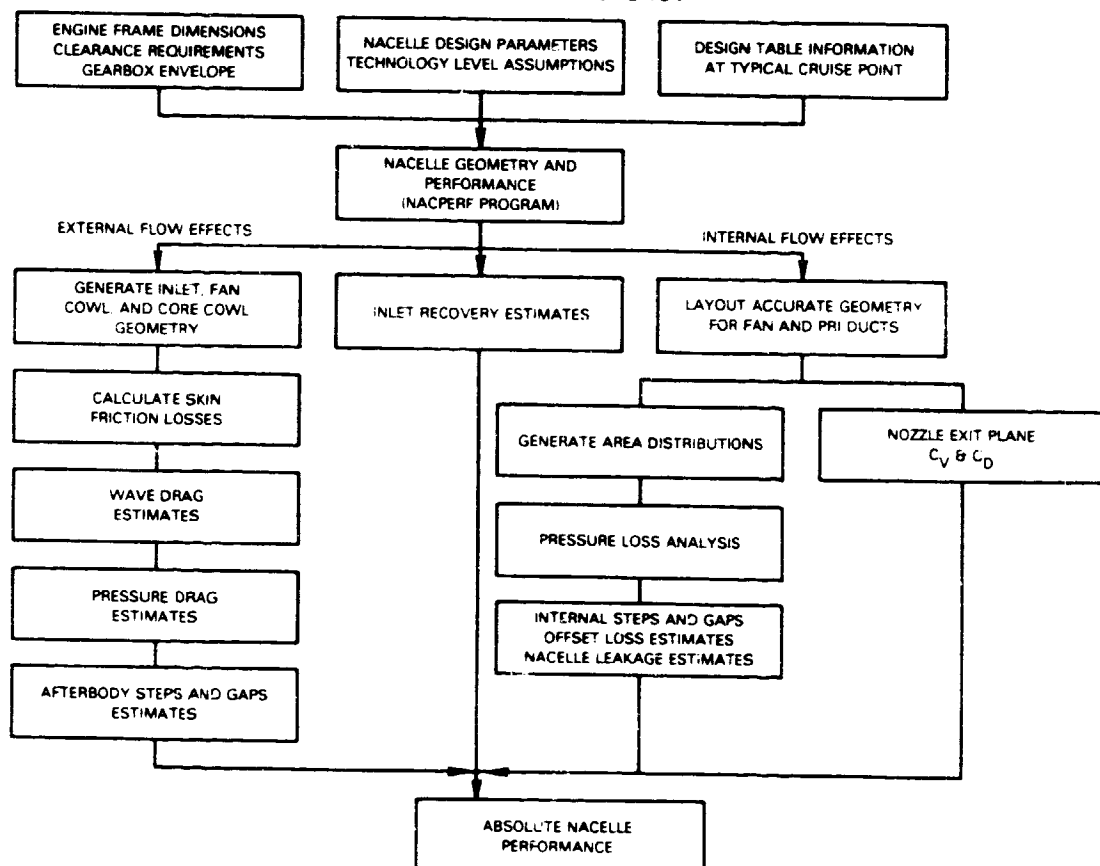 ENGINE FRAME DIMENSIONS
CLEARANCE REQUIREMENTS
GEARBOX ENVELOPE
NACELLE DESIGN PARAMETERS
TECHNOLOGY LEVEL ASSUMPTIONS
DESIGN TABLE INFORMATION
AT TYPICAL CRUISE POINT
NACELLE GEOMETRY AND
PERFORMANCE
(NACPERF PROGRAM)
EXTERNAL FLOW EFFECTS
INTERNAL FLOW EFFECTS
GENERATE INLET, FAN
COWL, AND CORE COWL
GEOMETRY
INLET RECOVERY ESTIMATES
LAYOUT ACCURATE GEOMETRY
FOR FAN AND PRI DUCTS
CALCULATE SKIN
FRICTION LOSSES
GENERATE AREA DISTRIBUTIONS
NOZZLE EXIT PLANE
C_V & C_D
WAVE DRAG
ESTIMATES
PRESSURE LOSS ANALYSIS
PRESSURE DRAG
ESTIMATES
INTERNAL STEPS AND GAPS
OFFSET LOSS ESTIMATES
NACELLE LEAKAGE ESTIMATES
AFTERBODY STEPS AND GAPS
ESTIMATES
ABSOLUTE NACELLE
PERFORMANCE